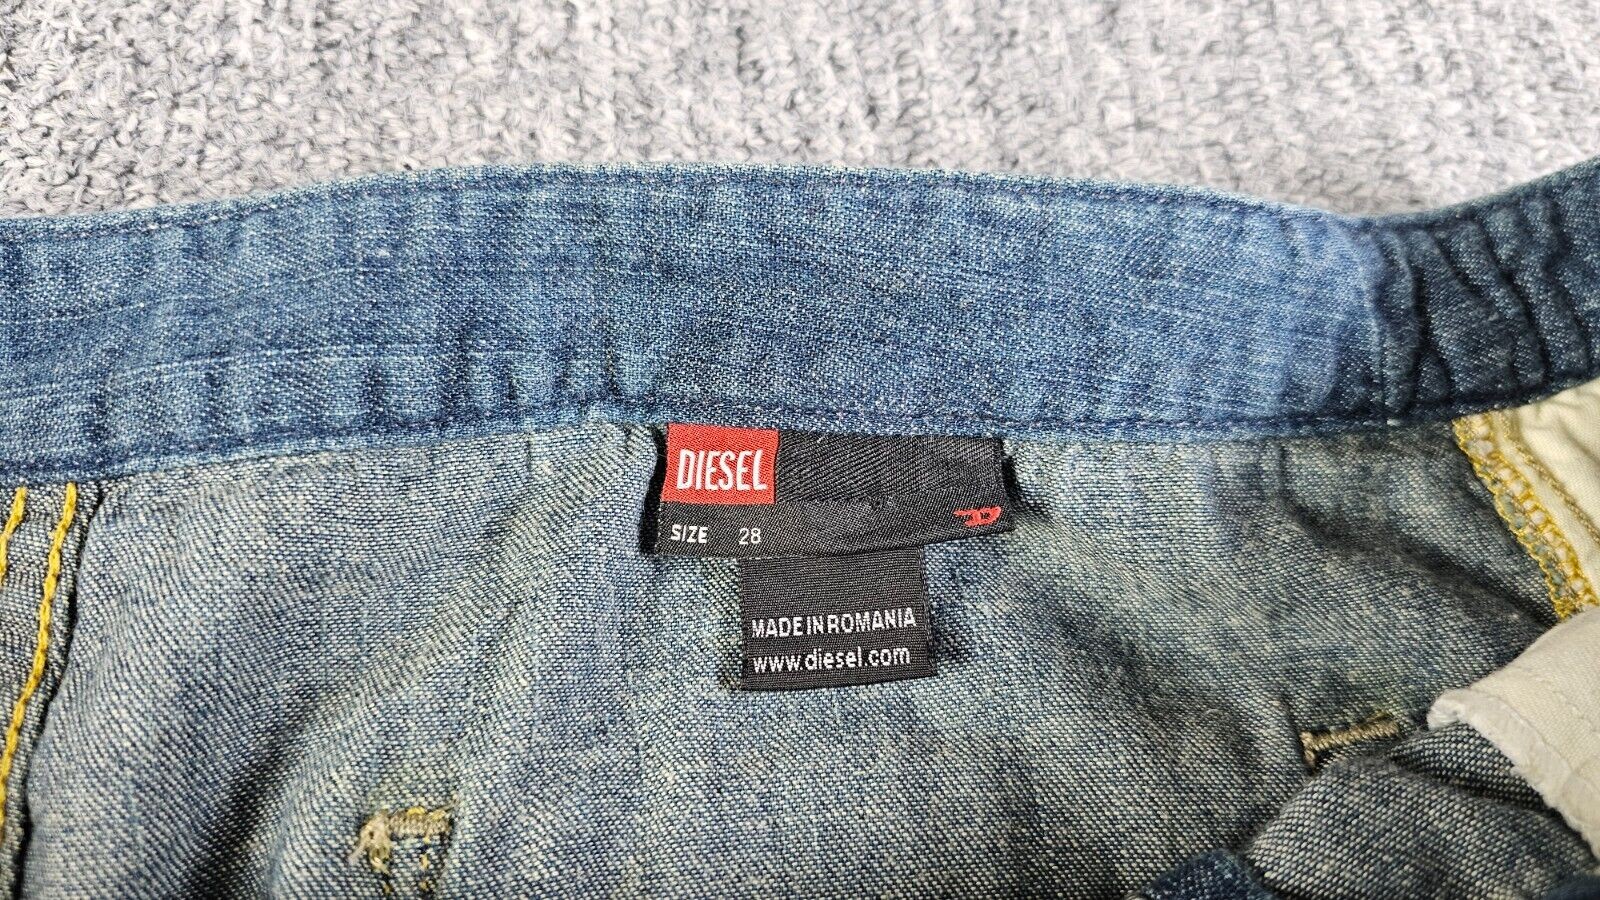 DIESEL
SIZE 28
MADE IN ROMANIA
www.diesel.com